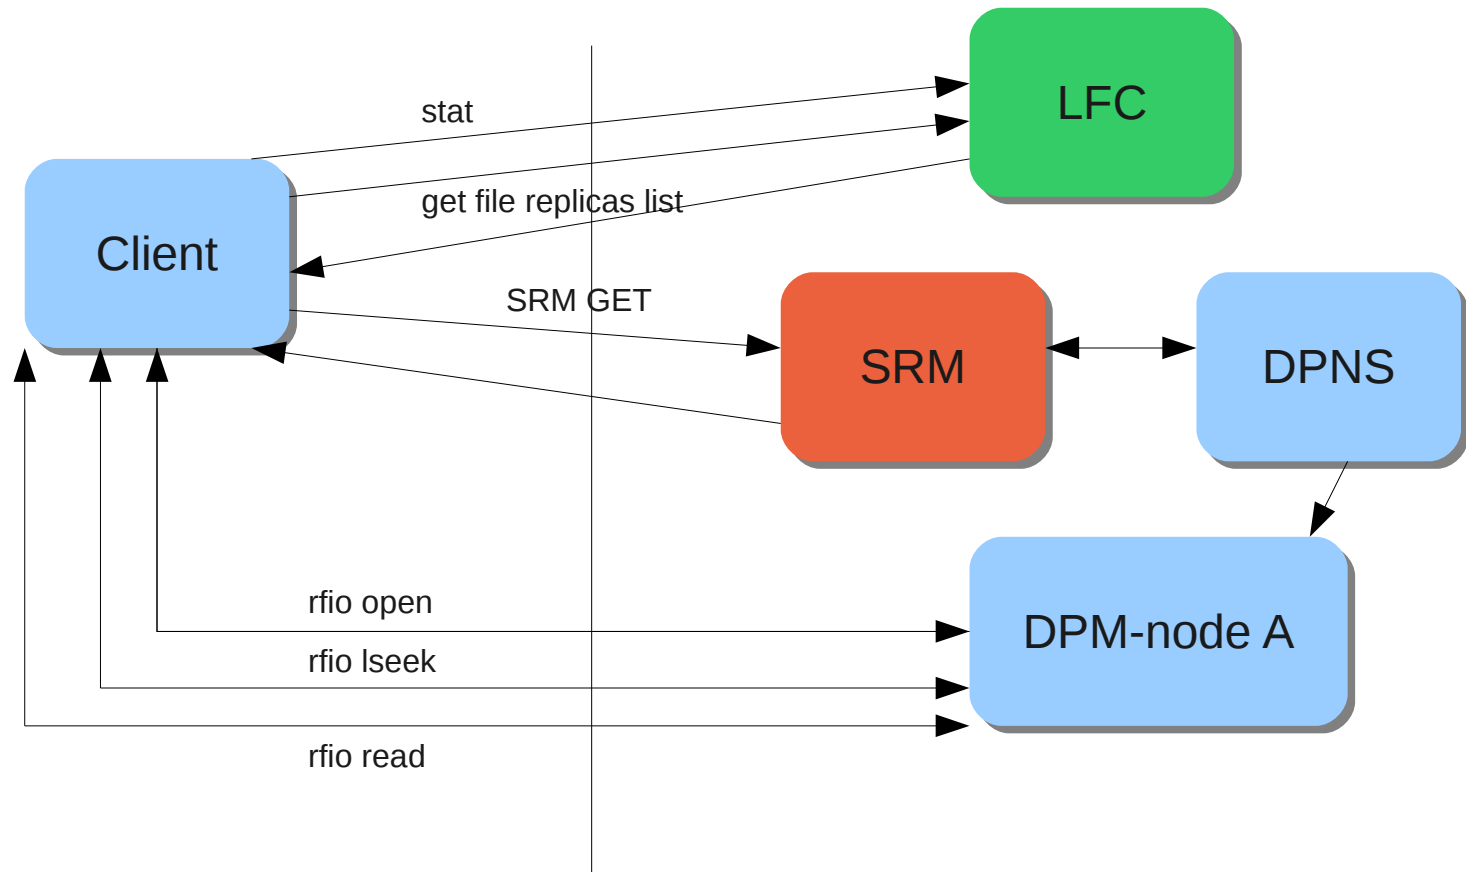 LFC
stat
get file replicas list
Client
SRM GET
SRM
DPNS
rfio open
DPM-node A
rfio lseek
rfio read